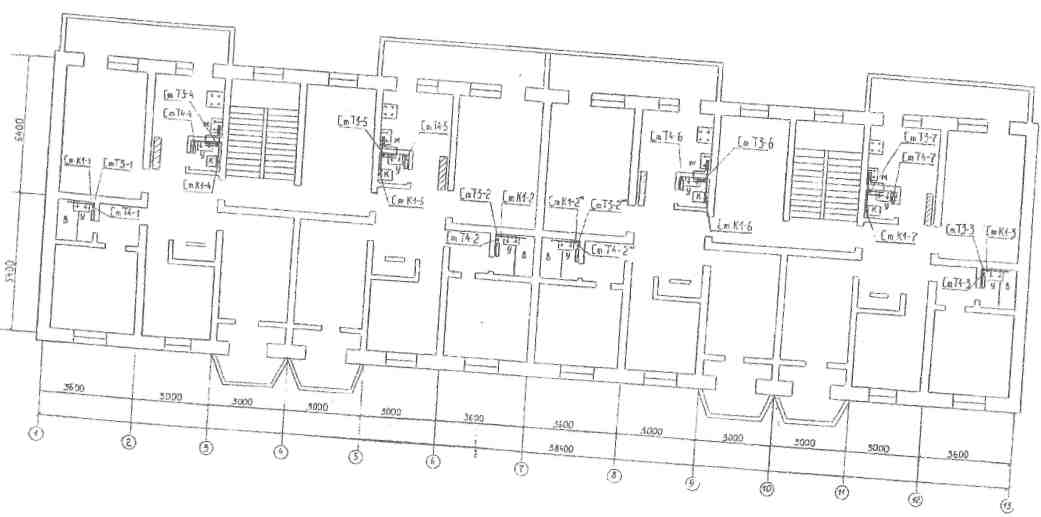 Ст Т3-4
Ст Т4-4
Ст К1-1
Ст Т3-1
Ст К1-4
Ст Т4-1
В
У
К
У
м
Ст Т3-5
Ст Т4-5
м
У
К
Ст К1-5
Ст Т3-2
Ст К1-2
Ст Т4-2
У
В
Ст К1-2"
Ст Т3-2"
Ст Т4-2"
В
У
Ст Т4-6
Ст Т3-6
м
У
К
Ст К1-6
Ст Т3-7
Ст Т4-7
м
У
К
Ст К1-7
Ст Т3-3
Ст К1-3
Ст Т4-3
У
В
5400
5400
3600
3000
3000
3000
3000
3600
3600
3000
3000
3000
3000
3600
38400
1
2
3
4
5
6
7
8
9
10
11
12
13